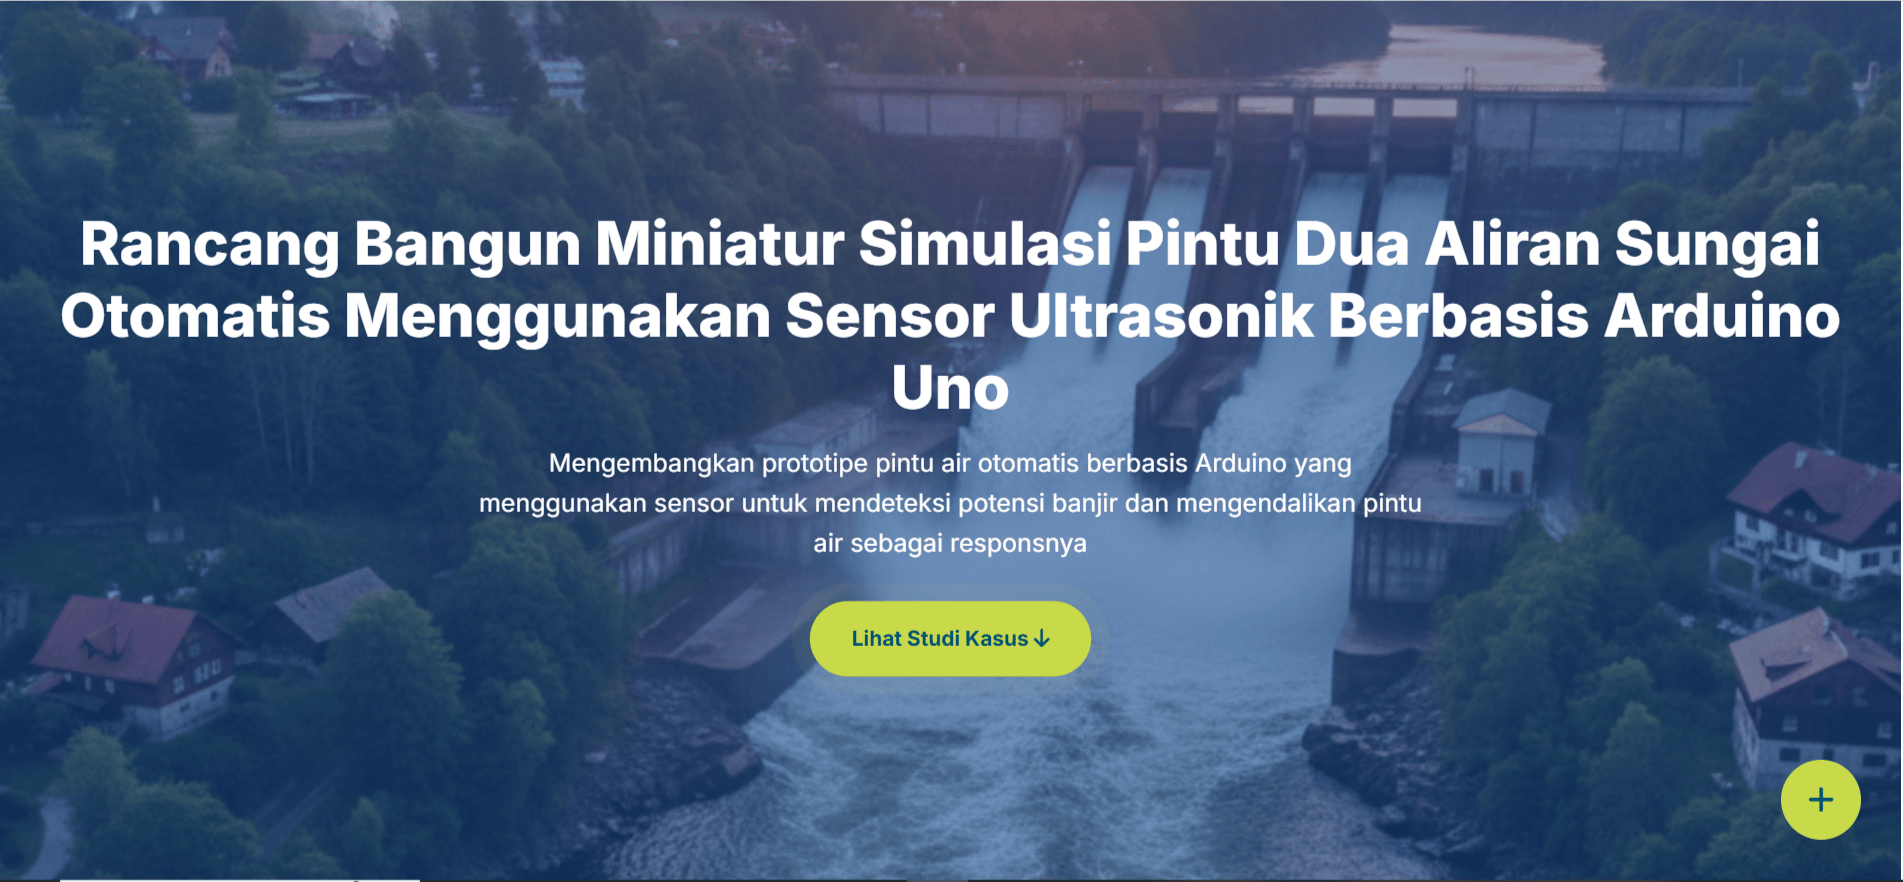 Rancang Bangun Miniatur Simulasi Pintu Dua Aliran Sungai
Otomatis Menggunakan Sensor Ultrasonik Berbasis Arduino
Uno
Mengembangkan prototipe pintu air otomatis berbasis Arduino yang
menggunakan sensor untuk mendeteksi potensi banjir dan mengendalikan pintu
air sebagai responsnya
Lihat Studi Kasus ↓
+